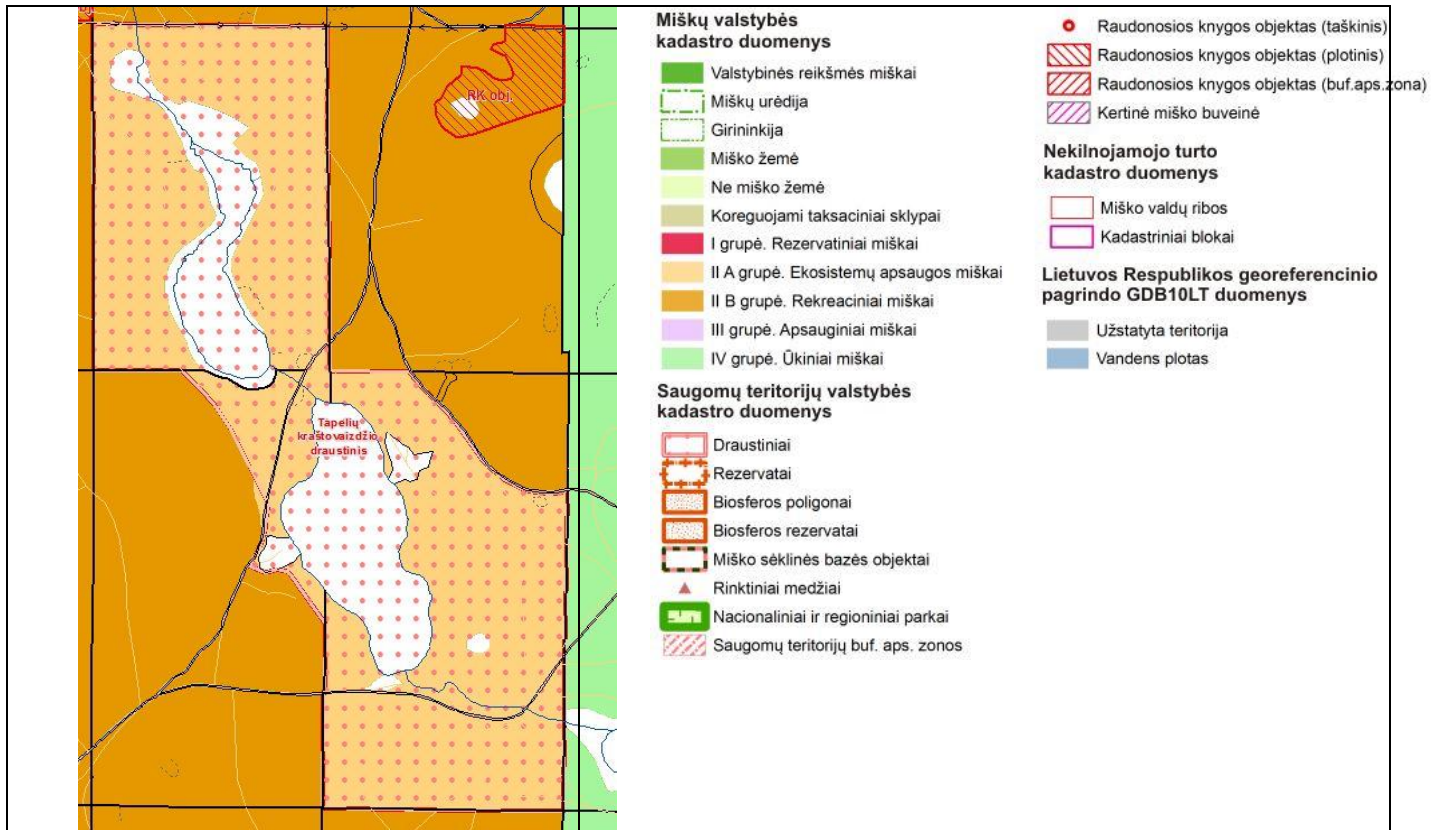 RK obj.
Tapelių
kraštovaizdžio
draustinis
Miškų valstybės
kadastro duomenys
Valstybinės reikšmės miškai
Miškų urėdija
Girininkija
Miško žemė
Ne miško žemė
Koreguojami taksaciniai sklypai
I grupė. Rezervatiniai miškai
II A grupė. Ekosistemų apsaugos miškai
II B grupė. Rekreaciniai miškai
III grupė. Apsauginiai miškai
IV grupė. Ūkiniai miškai
Saugomų teritorijų valstybės
kadastro duomenys
Draustiniai
Rezervatai
Biosferos poligonai
Biosferos rezervatai
Miško sėklinės bazės objektai
Rinktiniai medžiai
Nacionaliniai ir regioniniai parkai
Saugomų teritorijų buf. aps. zonos
Raudonosios knygos objektas (taškinis)
Raudonosios knygos objektas (plotinis)
Raudonosios knygos objektas (buf.aps.zona)
Kertinė miško buveinė
Nekilnojamojo turto
kadastro duomenys
Miško valdų ribos
Kadastriniai blokai
Lietuvos Respublikos georeferencinio
pagrindo GDB10LT duomenys
Užstatyta teritorija
Vandens plotas